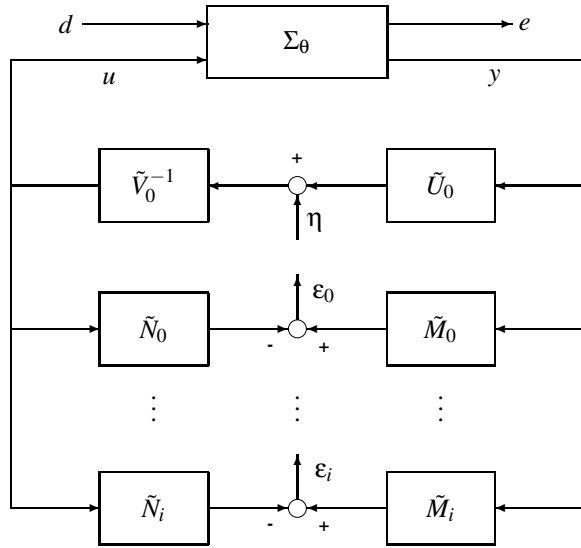 d Σ_θ e
u y
+
Ṽ_0^{-1} Ũ_0
η
ε_0
Ñ_0 M̃_0
- +
⋮ ⋮ ⋮
ε_i
Ñ_i M̃_i
- +